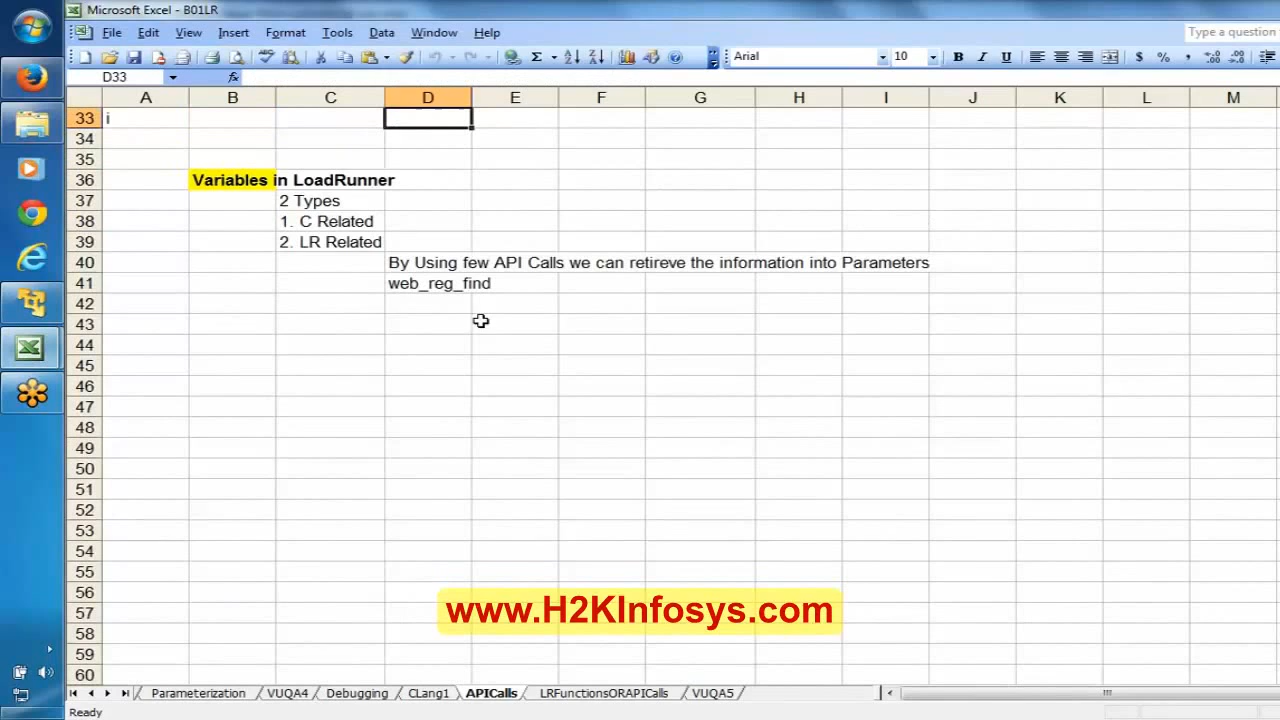 Microsoft Excel - B01LR
File Edit View Insert Format Tools Data Window Help
Type a question
Arial 10 B I U $ % ,
D33 fx
A B C D E F G H I J K L M
33 i
34
35
36 Variables in LoadRunner
37 2 Types
38 1. C Related
39 2. LR Related
40 By Using few API Calls we can retireve the information into Parameters
41 web_reg_find
42
43
44
45
46
47
48
49
50
51
52
53
54
55
56
www.H2KInfosys.com
57
58
59
60
Parameterization VUQA4 Debugging CLang1 APICalls LRFunctionsORAPICalls VUQA5
Ready